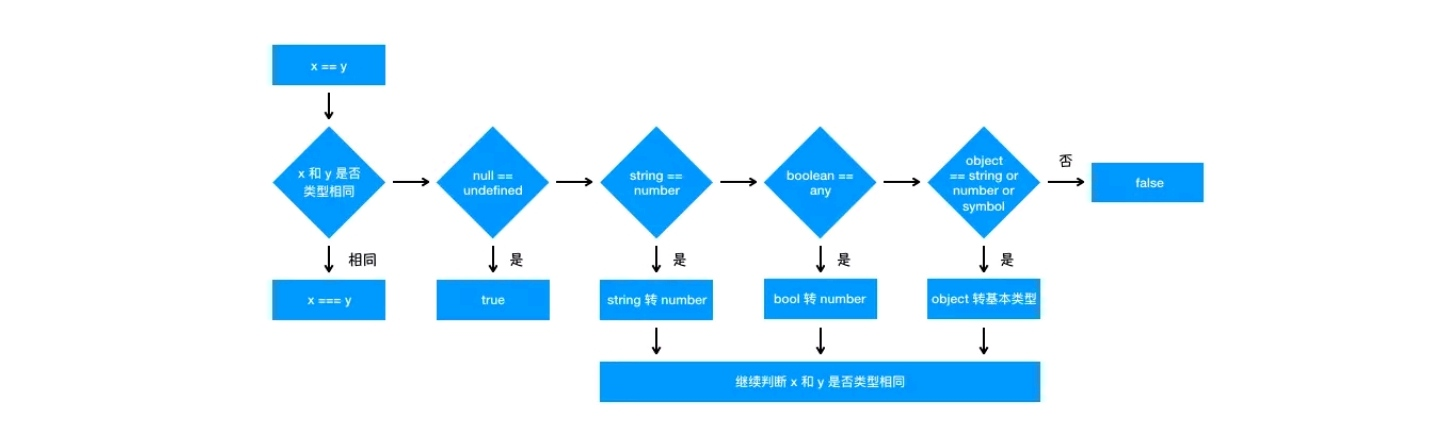 x == y
x 和 y 是否
类型相同
null ==
undefined
string ==
number
boolean ==
any
object
== string or
number or
symbol
否
false
相同
是
是
是
是
x === y
true
string 转 number
bool 转 number
object 转基本类型
继续判断 x 和 y 是否类型相同